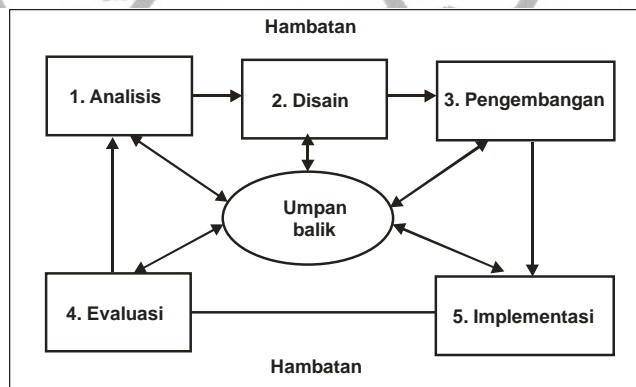 Hambatan
1. Analisis
2. Disain
3. Pengembangan
Umpan
balik
4. Evaluasi
5. Implementasi
Hambatan